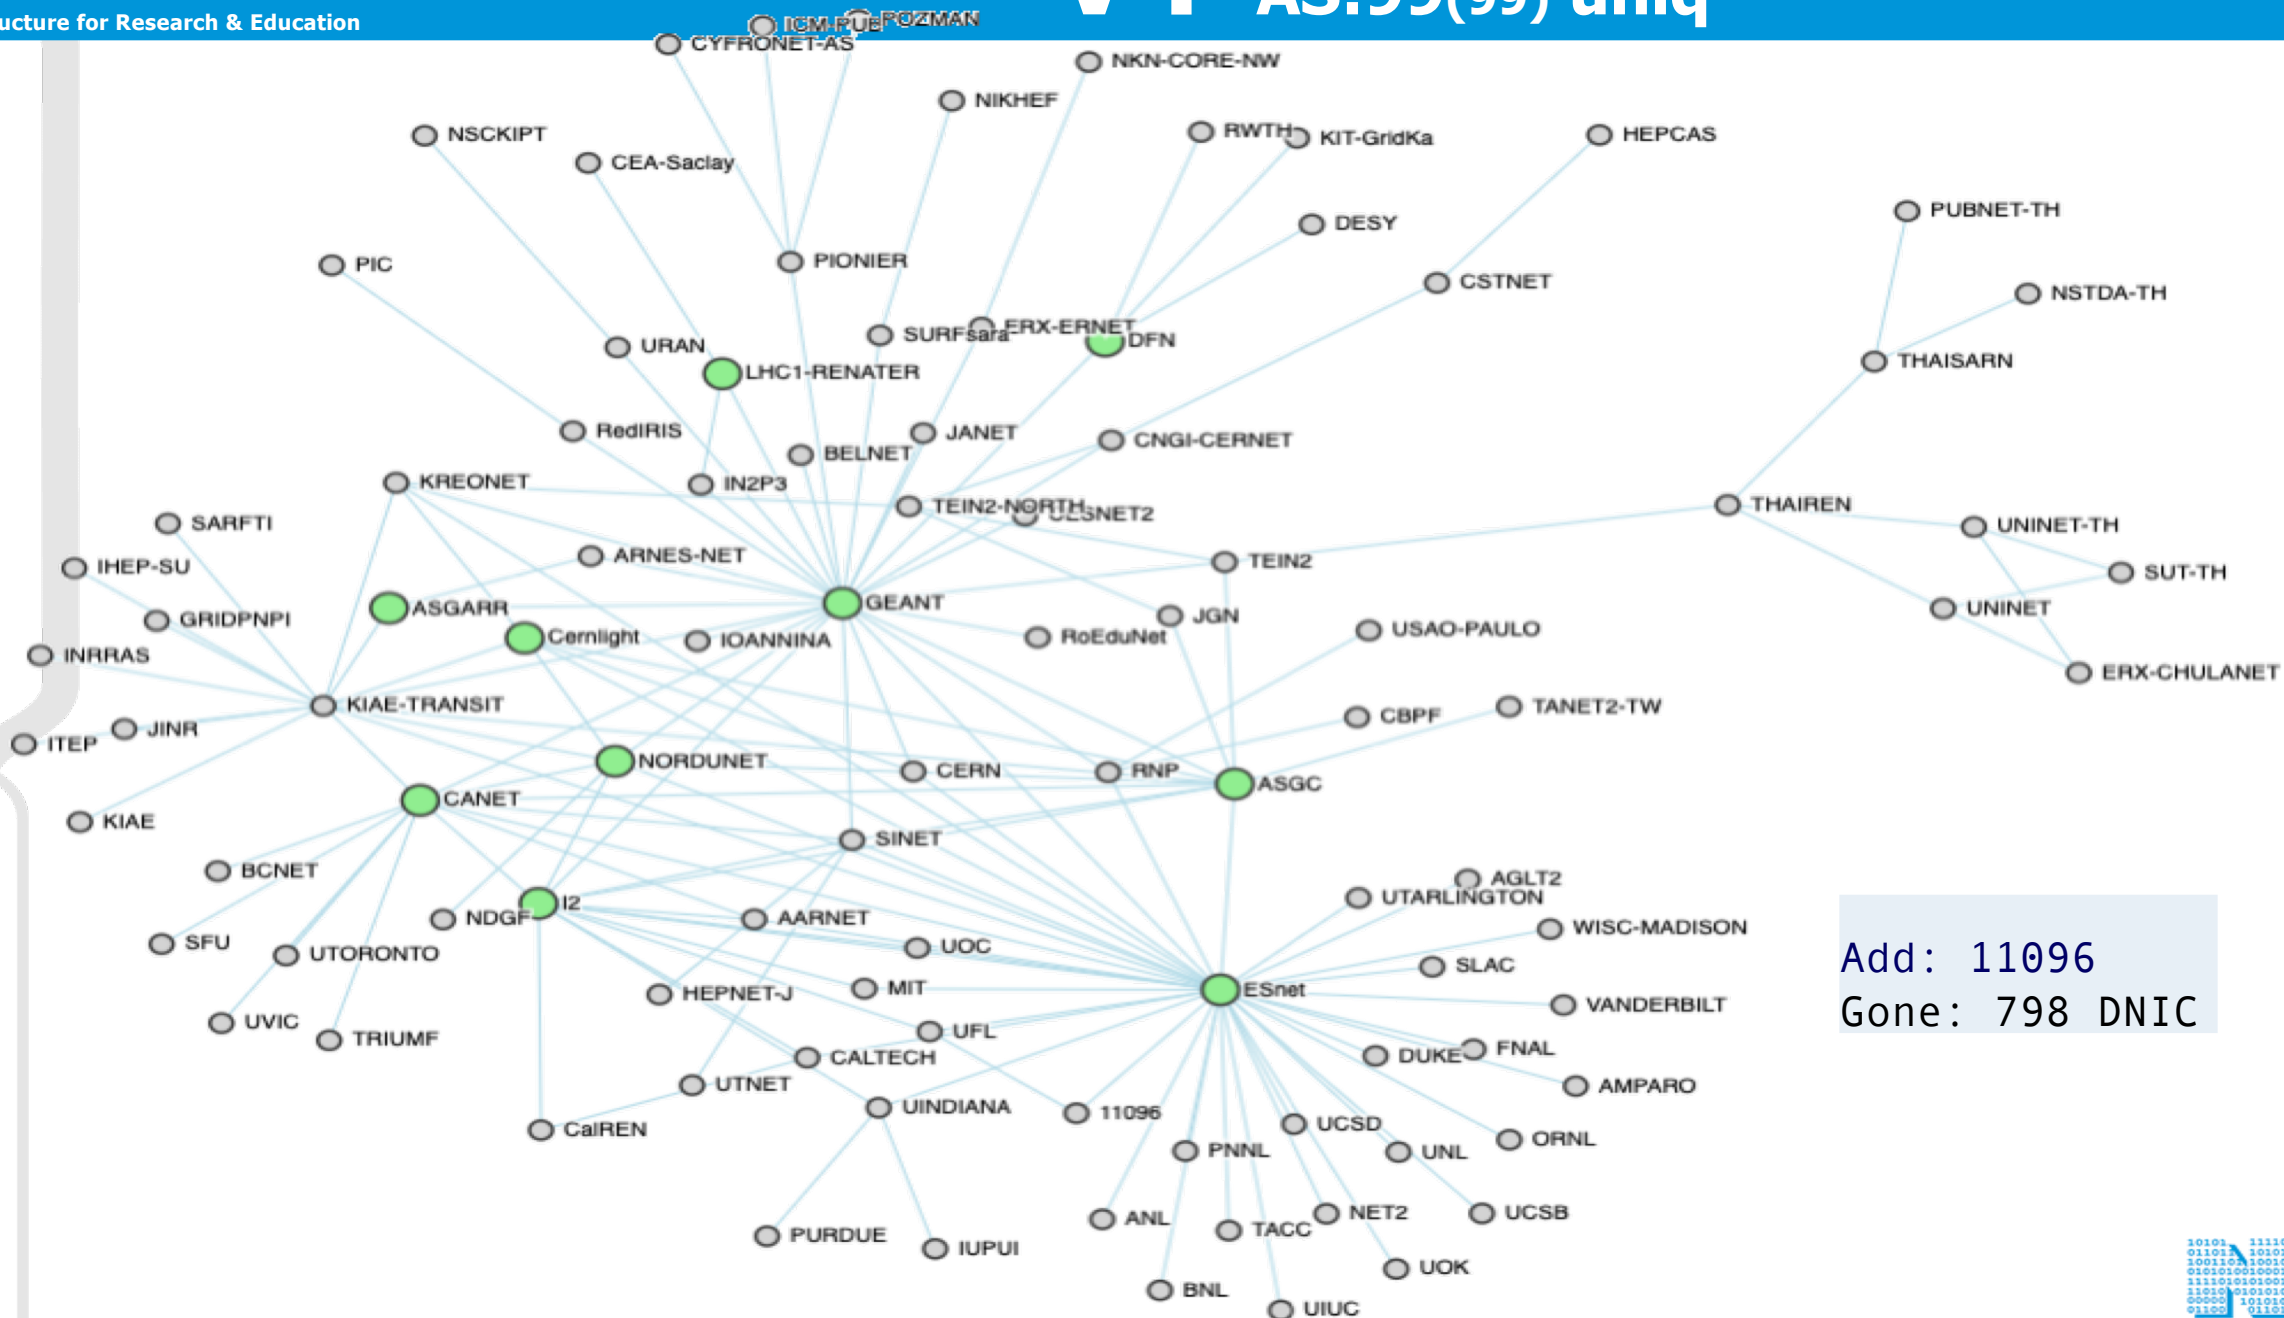 ucture for Research & Education
AS:99(99) uniq
ICM-PUB
POZMAN
CYFRONET-AS
NKN-CORE-NW
NIKHEF
NSCKIPT
RWTH
KIT-GridKa
HEPCAS
CEA-Saclay
PUBNET-TH
DESY
PIONIER
PIC
CSTNET
NSTDA-TH
ERX-ERNET
SURFsara
DFN
URAN
THAISARN
LHC1-RENATER
RedIRIS
JANET
CNGI-CERNET
BELNET
KREONET
IN2P3
TEIN2-NORTH
THAIREN
SARFTI
UNINET-TH
ARNES-NET
TEIN2
IHEP-SU
SUT-TH
ASGARR
GEANT
UNINET
GRIDPNPI
JGN
Cernlight
IOANNINA
RoEduNet
USAO-PAULO
INRRAS
ERX-CHULANET
KIAE-TRANSIT
TANET2-TW
CBPF
JINR
ITEP
NORDUNET
CERN
RNP
ASGC
CANET
KIAE
SINET
BCNET
AGLT2
UTARLINGTON
I2
NDGF
AARNET
WISC-MADISON
SFU
UOC
UTORONTO
SLAC
Add: 11096
HEPNET-J
MIT
ESnet
VANDERBILT
Gone: 798 DNIC
UVIC
UFL
TRIUMF
CALTECH
DUKE
FNAL
UTNET
AMPARO
UINDIANA
11096
CalREN
UCSD
ORNL
PNNL
UNL
ANL
NET2
UCSB
TACC
PURDUE
IUPUI
UOK
BNL
UIUC